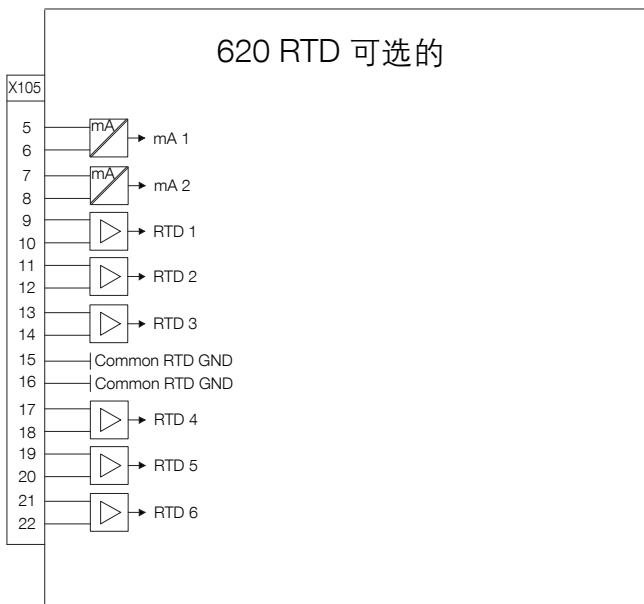 620 RTD 可选的
X105
5
mA
6
mA 1
7
mA
8
mA 2
9
10
RTD 1
11
12
RTD 2
13
14
RTD 3
15 Common RTD GND
16 Common RTD GND
17
18
RTD 4
19
20
RTD 5
21
22
RTD 6